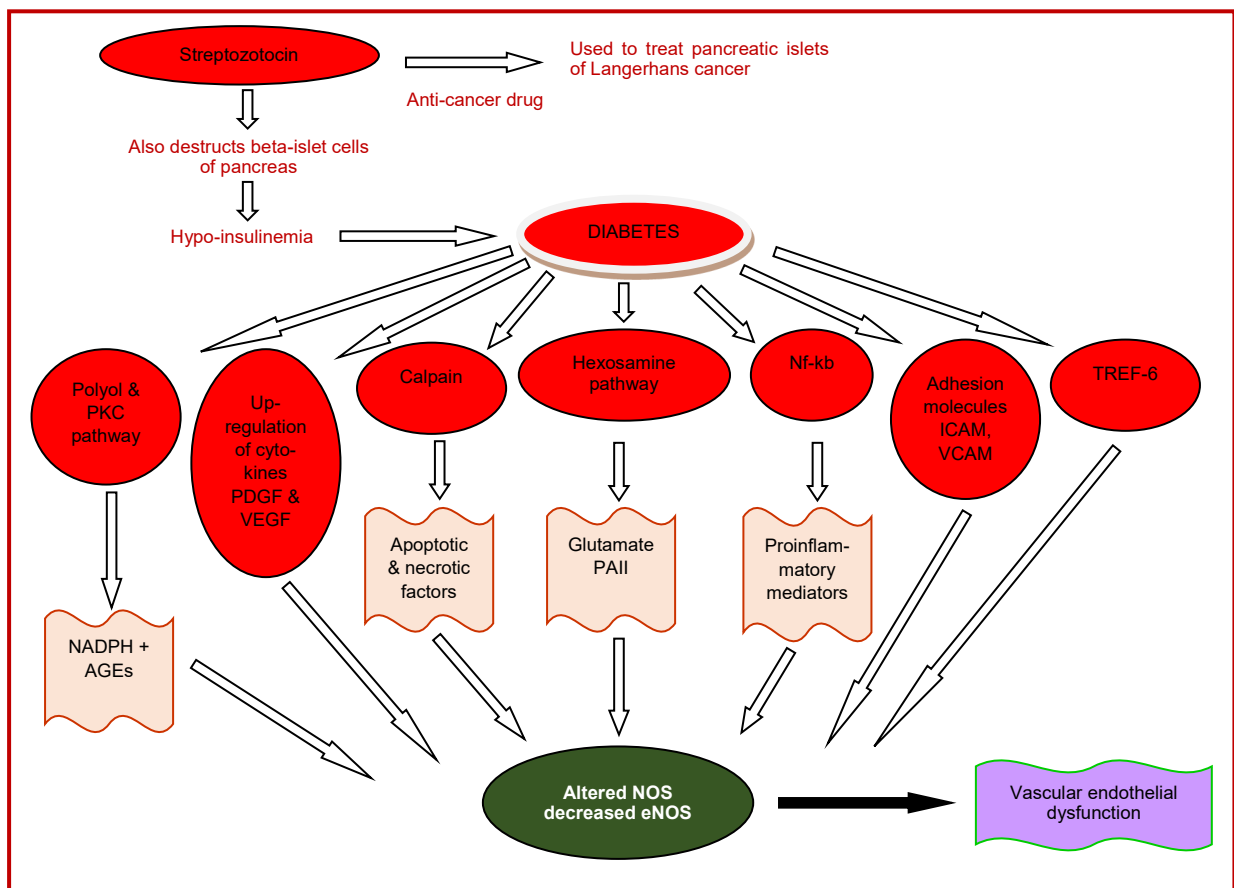 Streptozotocin
Used to treat pancreatic islets
of Langerhans cancer
Anti-cancer drug
Also destructs beta-islet cells
of pancreas
Hypo-insulinemia
DIABETES
Polyol &
PKC
pathway
Up-
regulation
of cyto-
kines
PDGF &
VEGF
Calpain
Hexosamine
pathway
Nf-kb
Adhesion
molecules
ICAM,
VCAM
TREF-6
NADPH +
AGEs
Apoptotic
& necrotic
factors
Glutamate
PAII
Proinflam-
matory
mediators
Altered NOS
decreased eNOS
Vascular endothelial
dysfunction